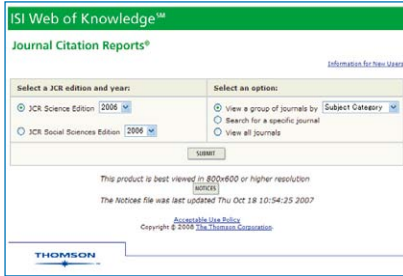 ISI Web of Knowledge℠
Journal Citation Reports®
Information for New Users
Select a JCR edition and year:
Select an option:
JCR Science Edition 2006
View a group of journals by Subject Category
Search for a specific journal
JCR Social Sciences Edition 2006
View all journals
SUBMIT
This product is best viewed in 800x600 or higher resolution
NOTICES
The Notices file was last updated Thu Oct 18 10:54:25 2007
Acceptable Use Policy
Copyright © 2006 The Thomson Corporation.
THOMSON